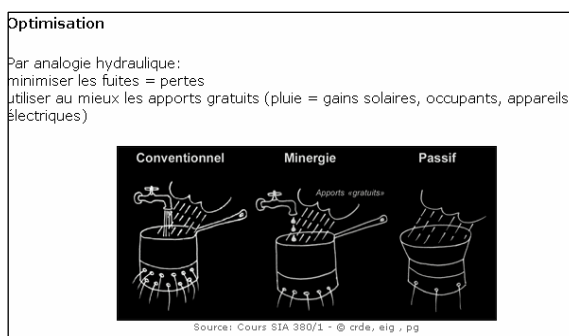 Optimisation
Par analogie hydraulique:
minimiser les fuites = pertes
utiliser au mieux les apports gratuits (pluie = gains solaires, occupants, appareils
électriques)
Conventionnel Minergie Passif
Apports «gratuits»
Source: Cours SIA 380/1 - © crde, eig , pg